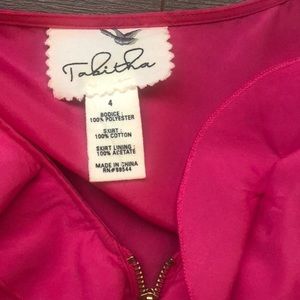 Tabitha
4
BODICE :
100% POLYESTER
SKIRT :
100% COTTON
SKIRT LINING :
100% ACETATE
MADE IN CHINA
RN#98544